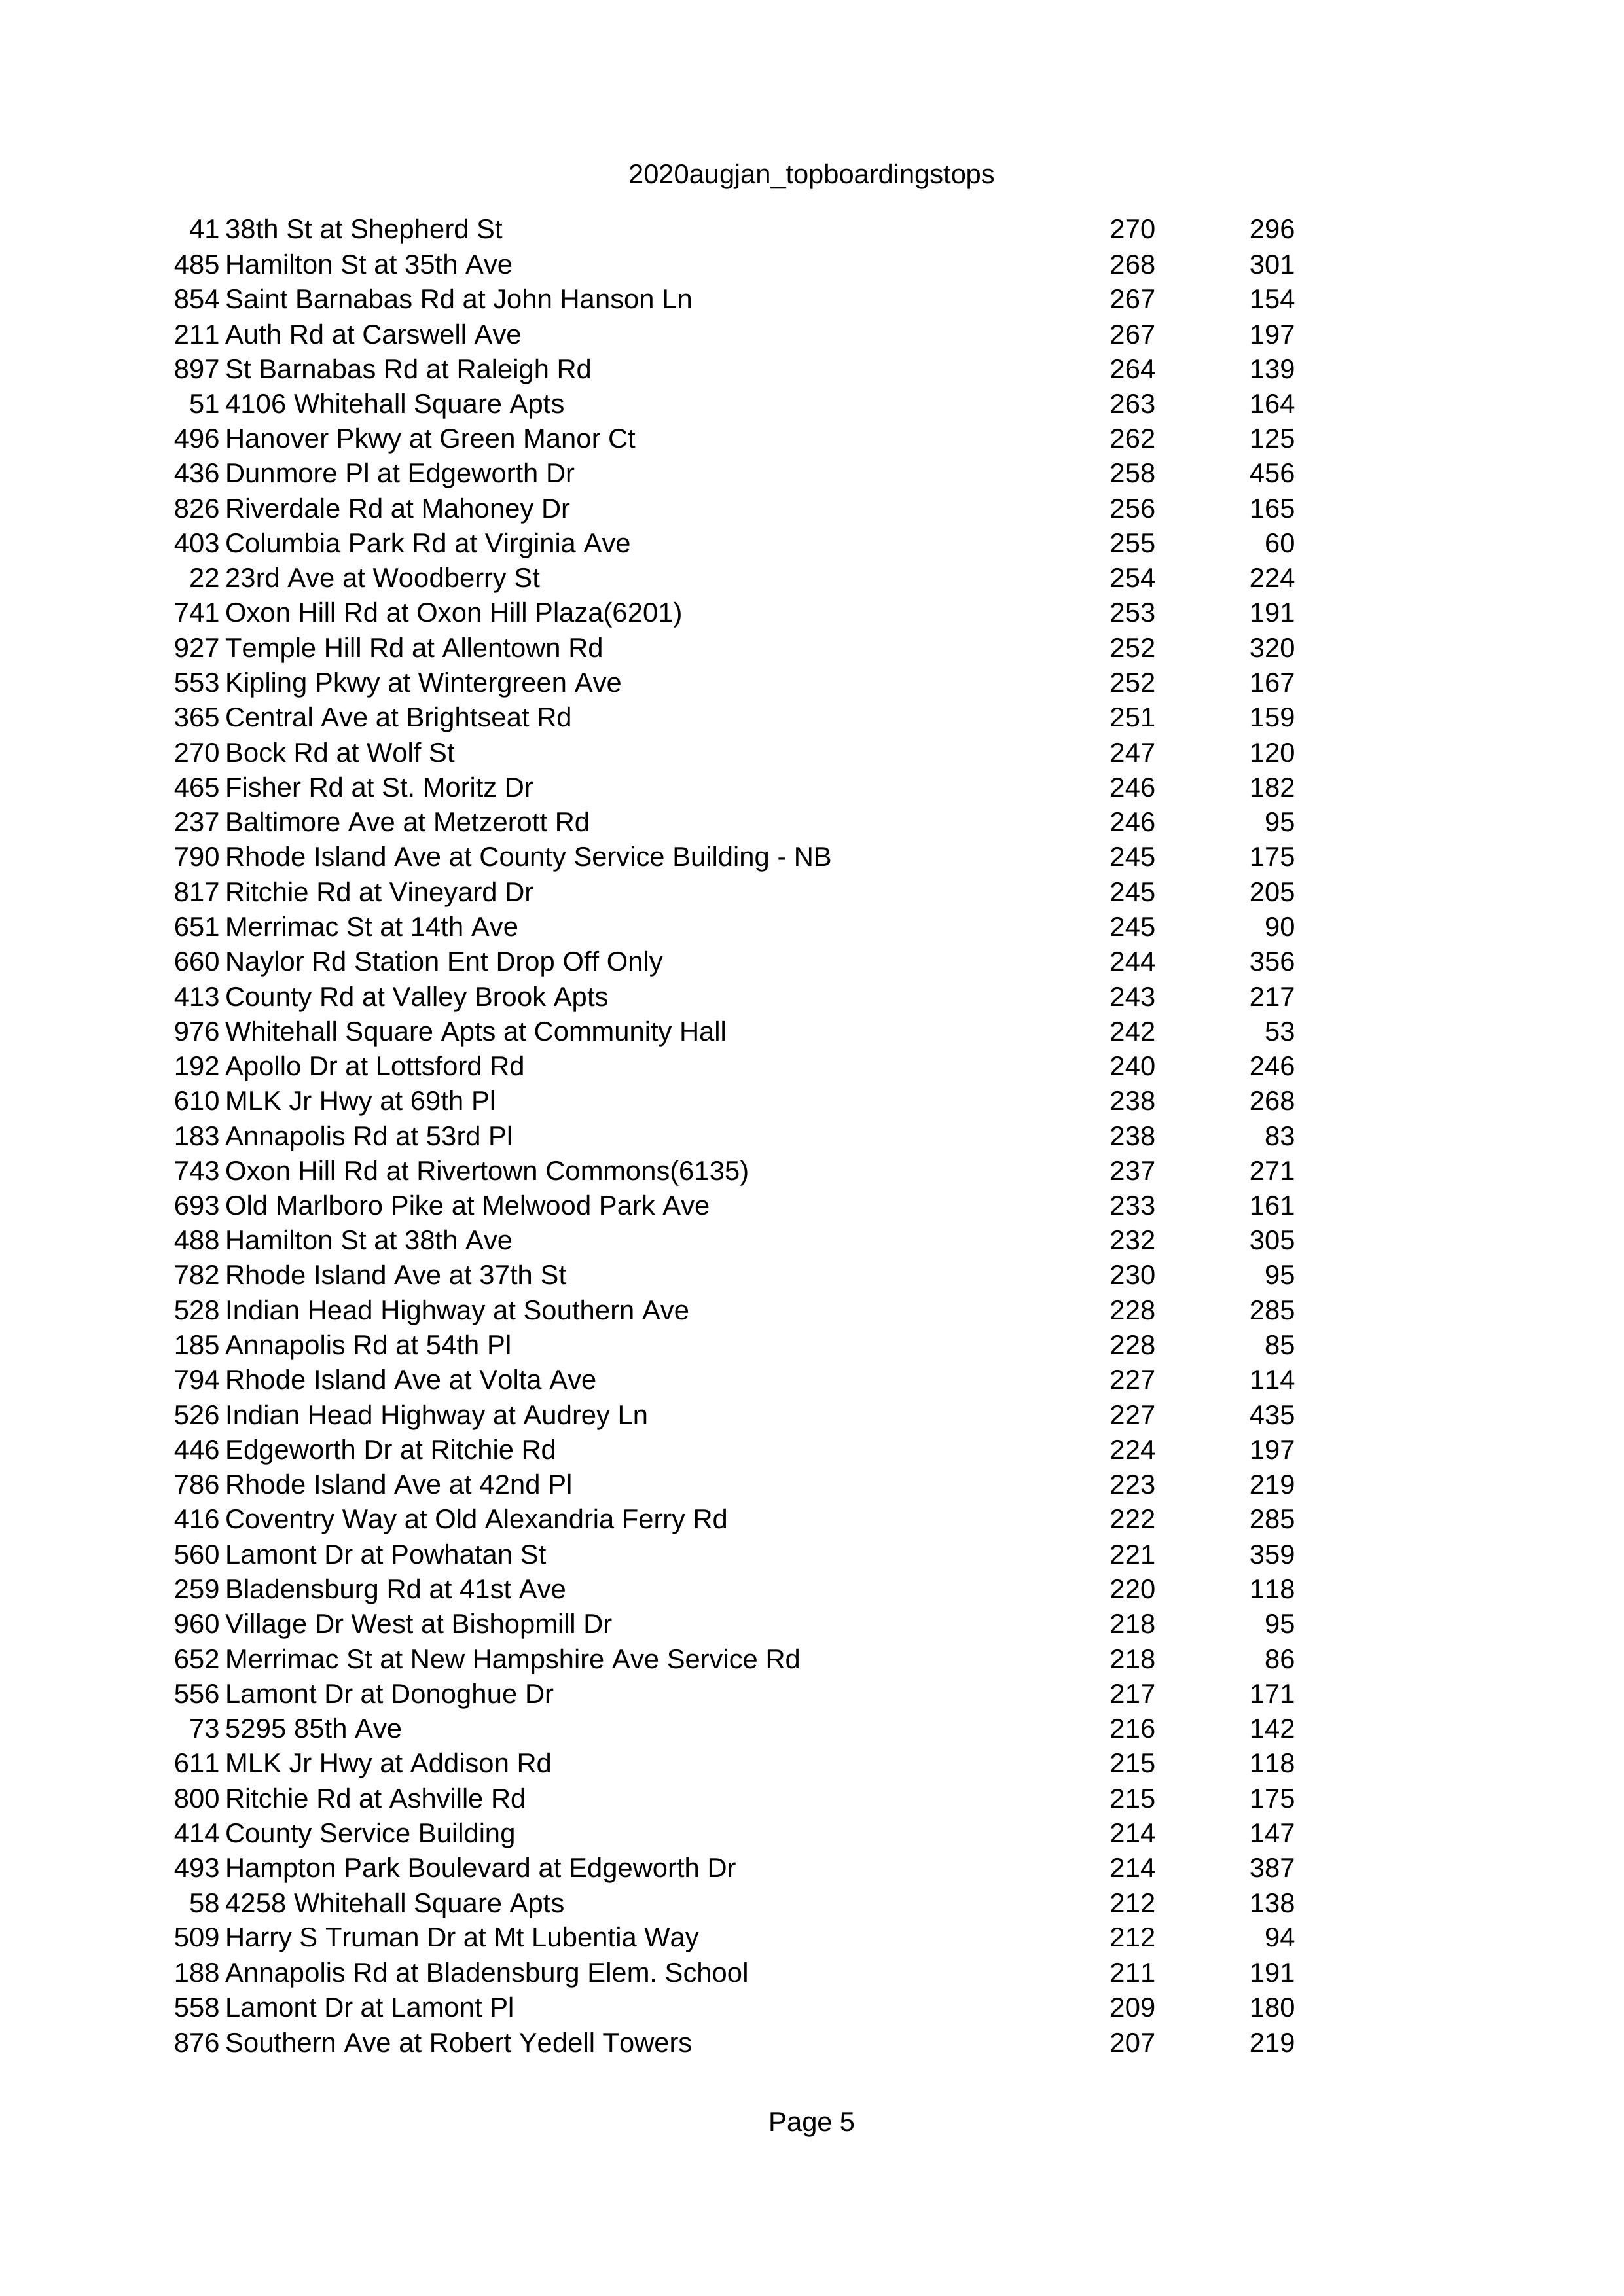 2020augjan_topboardingstops
41 38th St at Shepherd St 270 296
485 Hamilton St at 35th Ave 268 301
854 Saint Barnabas Rd at John Hanson Ln 267 154
211 Auth Rd at Carswell Ave 267 197
897 St Barnabas Rd at Raleigh Rd 264 139
51 4106 Whitehall Square Apts 263 164
496 Hanover Pkwy at Green Manor Ct 262 125
436 Dunmore Pl at Edgeworth Dr 258 456
826 Riverdale Rd at Mahoney Dr 256 165
403 Columbia Park Rd at Virginia Ave 255 60
22 23rd Ave at Woodberry St 254 224
741 Oxon Hill Rd at Oxon Hill Plaza(6201) 253 191
927 Temple Hill Rd at Allentown Rd 252 320
553 Kipling Pkwy at Wintergreen Ave 252 167
365 Central Ave at Brightseat Rd 251 159
270 Bock Rd at Wolf St 247 120
465 Fisher Rd at St. Moritz Dr 246 182
237 Baltimore Ave at Metzerott Rd 246 95
790 Rhode Island Ave at County Service Building - NB 245 175
817 Ritchie Rd at Vineyard Dr 245 205
651 Merrimac St at 14th Ave 245 90
660 Naylor Rd Station Ent Drop Off Only 244 356
413 County Rd at Valley Brook Apts 243 217
976 Whitehall Square Apts at Community Hall 242 53
192 Apollo Dr at Lottsford Rd 240 246
610 MLK Jr Hwy at 69th Pl 238 268
183 Annapolis Rd at 53rd Pl 238 83
743 Oxon Hill Rd at Rivertown Commons(6135) 237 271
693 Old Marlboro Pike at Melwood Park Ave 233 161
488 Hamilton St at 38th Ave 232 305
782 Rhode Island Ave at 37th St 230 95
528 Indian Head Highway at Southern Ave 228 285
185 Annapolis Rd at 54th Pl 228 85
794 Rhode Island Ave at Volta Ave 227 114
526 Indian Head Highway at Audrey Ln 227 435
446 Edgeworth Dr at Ritchie Rd 224 197
786 Rhode Island Ave at 42nd Pl 223 219
416 Coventry Way at Old Alexandria Ferry Rd 222 285
560 Lamont Dr at Powhatan St 221 359
259 Bladensburg Rd at 41st Ave 220 118
960 Village Dr West at Bishopmill Dr 218 95
652 Merrimac St at New Hampshire Ave Service Rd 218 86
556 Lamont Dr at Donoghue Dr 217 171
73 5295 85th Ave 216 142
611 MLK Jr Hwy at Addison Rd 215 118
800 Ritchie Rd at Ashville Rd 215 175
414 County Service Building 214 147
493 Hampton Park Boulevard at Edgeworth Dr 214 387
58 4258 Whitehall Square Apts 212 138
509 Harry S Truman Dr at Mt Lubentia Way 212 94
188 Annapolis Rd at Bladensburg Elem. School 211 191
558 Lamont Dr at Lamont Pl 209 180
876 Southern Ave at Robert Yedell Towers 207 219
Page 5